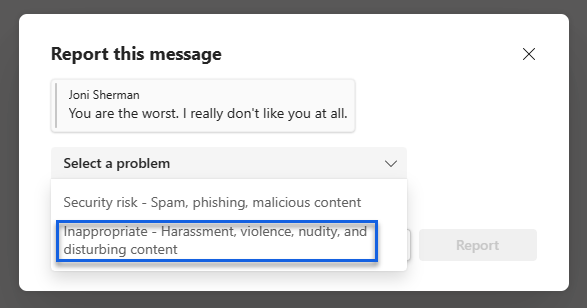 Report this message
Joni Sherman
You are the worst. I really don't like you at all.
Select a problem
Security risk - Spam, phishing, malicious content
Inappropriate - Harassment, violence, nudity, and
disturbing content
Report